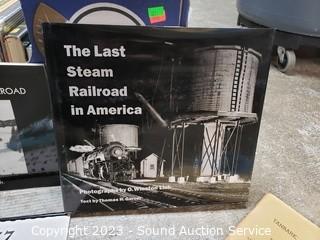 The Last
Steam
Railroad
in America
Photographs by O. Winston Link
Text by Thomas H. Garver
ROAD
Copyright 2023 - Sound Auction Service